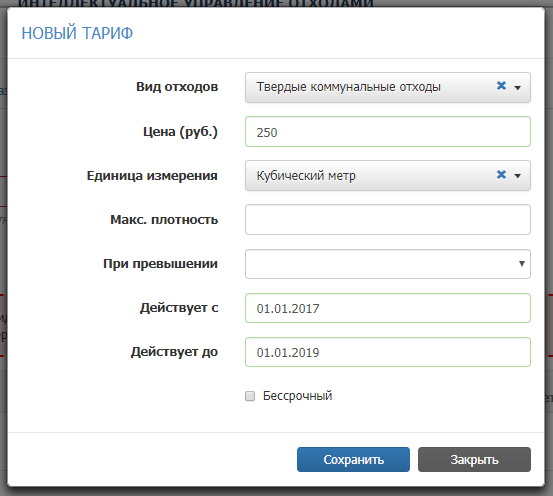 ИНТЕЛЛЕКТУАЛЬНОЕ УПРАВЛЕНИЕ ОТХОДАМИ
НОВЫЙ ТАРИФ
Вид отходов Твердые коммунальные отходы
Цена (руб.) 250
Единица измерения Кубический метр
Макс. плотность
При превышении
Действует с 01.01.2017
Действует до 01.01.2019
Бессрочный
Сохранить Закрыть